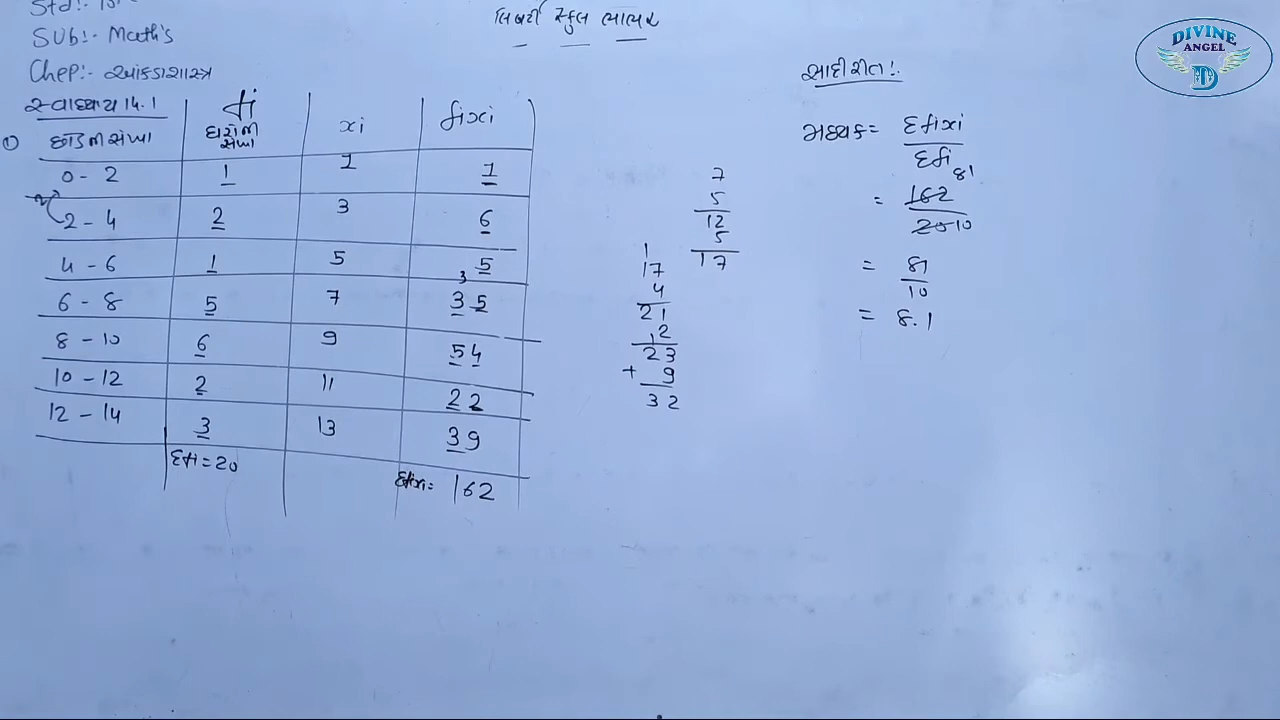 Std:- 10
Sub:- Math's
Chep:- આંકડાશાસ્ત્ર
સ્વાધ્યાય 14.1
લિબર્ટી સ્કુલ ભાભર
DIVINE
ANGEL
D
① છોડની સંખ્યા fi ઘરોની સંખ્યા xi fixi
0 - 2 1 1 1
2 - 4 2 3 6
4 - 6 1 5 5
6 - 8 5 7 35
8 - 10 6 9 54
10 - 12 2 11 22
12 - 14 3 13 39
Σfi = 20 Σfixi = 162
7
5
12
5
17
1
17
4
21
2
23
+ 9
32
સાદી રીત:-
મધ્યક = Σfixi
Σfi
81
= 162
20 10
= 81
10
= 8.1